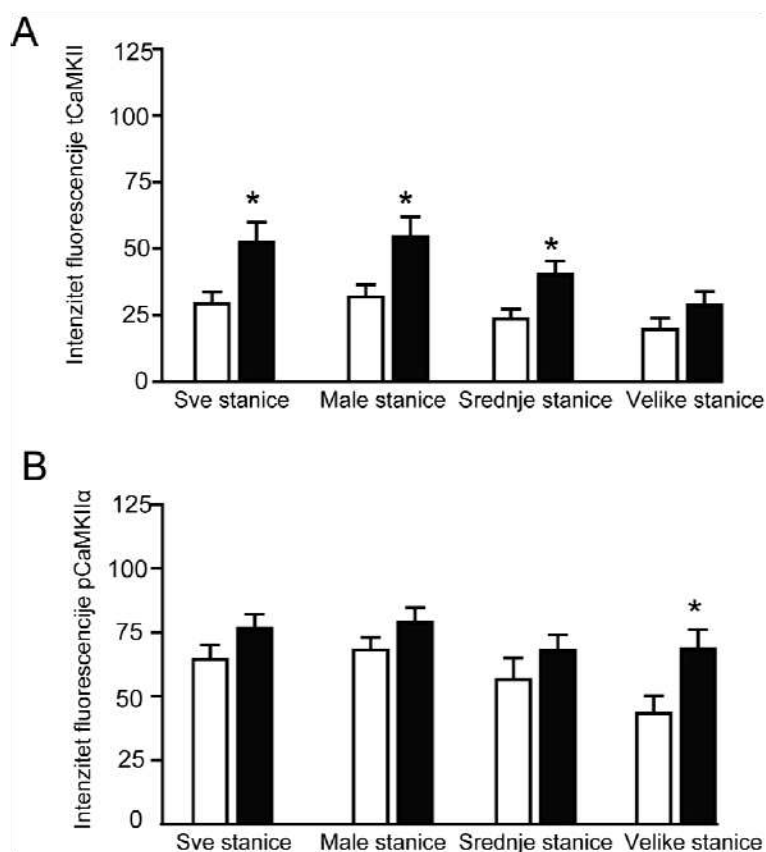 A
Intenzitet fluorescencije tCaMKII
125
100
75
50
25
0
* * *
Sve stanice Male stanice Srednje stanice Velike stanice
B
Intenzitet fluorescencije pCaMKIIα
125
100
75
50
25
0
*
Sve stanice Male stanice Srednje stanice Velike stanice